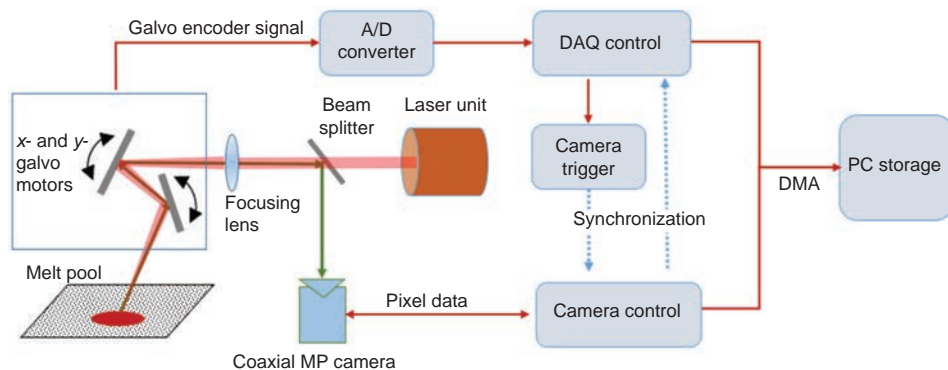 Galvo encoder signal
A/D
converter
DAQ control
Beam
splitter
Laser unit
x- and y-
galvo
motors
Camera
trigger
PC storage
DMA
Focusing
lens
Synchronization
Melt pool
Pixel data
Camera control
Coaxial MP camera